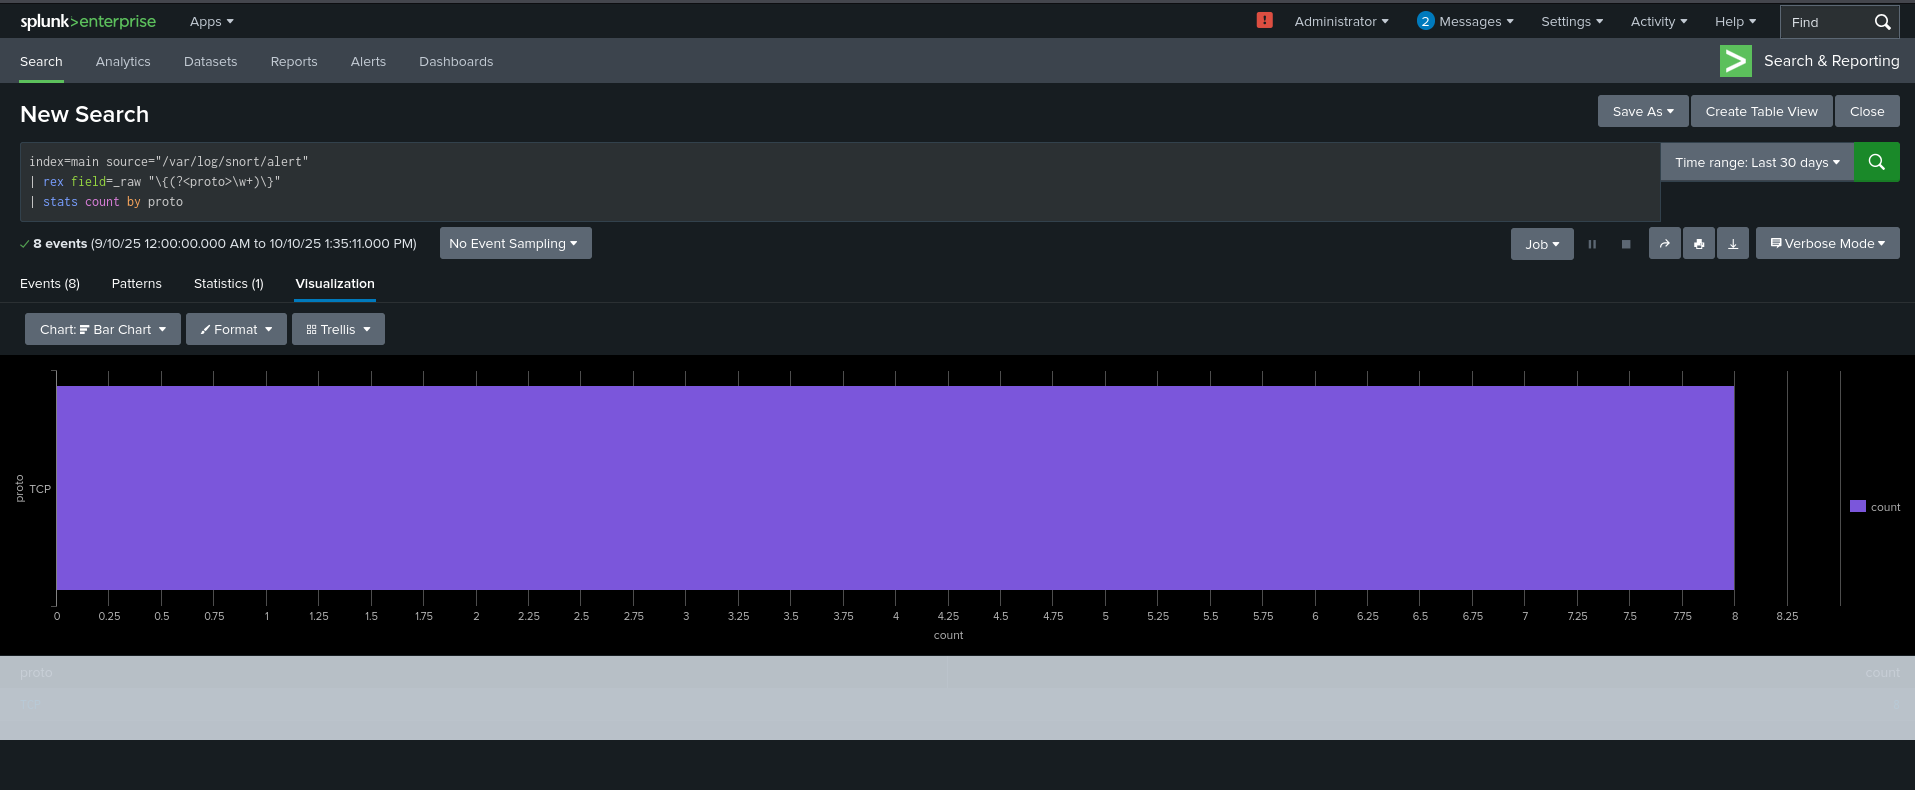 splunk>enterprise Apps ! Administrator 2 Messages Settings Activity Help Find
Search Analytics Datasets Reports Alerts Dashboards > Search & Reporting
New Search Save As Create Table View Close
index=main source="/var/log/snort/alert" Time range: Last 30 days
| rex field=_raw "\{(?<proto>\w+)\}"
| stats count by proto
✓ 8 events (9/10/25 12:00:00.000 AM to 10/10/25 1:35:11.000 PM) No Event Sampling Job Verbose Mode
Events (8) Patterns Statistics (1) Visualization
Chart: Bar Chart Format Trellis
proto
TCP
count
0 0.25 0.5 0.75 1 1.25 1.5 1.75 2 2.25 2.5 2.75 3 3.25 3.5 3.75 4 4.25 4.5 4.75 5 5.25 5.5 5.75 6 6.25 6.5 6.75 7 7.25 7.5 7.75 8 8.25
count
proto count